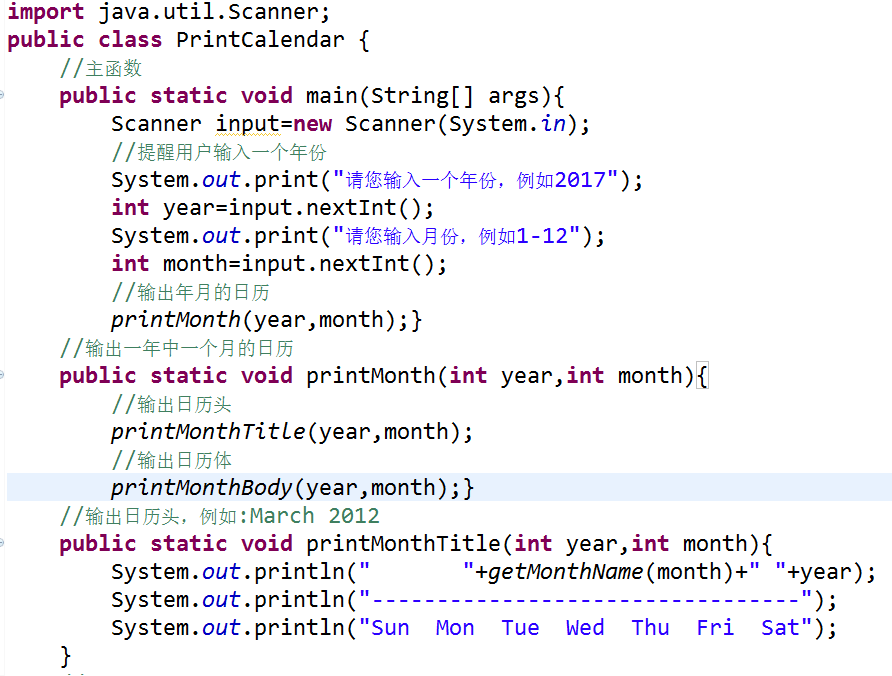 import java.util.Scanner;
public class PrintCalendar {
//主函数
public static void main(String[] args){
Scanner input=new Scanner(System.in);
//提醒用户输入一个年份
System.out.print("请您输入一个年份，例如2017");
int year=input.nextInt();
System.out.print("请您输入月份，例如1-12");
int month=input.nextInt();
//输出年月的日历
printMonth(year,month);}
//输出一年中一个月的日历
public static void printMonth(int year,int month){
//输出日历头
printMonthTitle(year,month);
//输出日历体
printMonthBody(year,month);}
//输出日历头，例如:March 2012
public static void printMonthTitle(int year,int month){
System.out.println("       "+getMonthName(month)+" "+year);
System.out.println("---------------------------------");
System.out.println("Sun  Mon  Tue  Wed  Thu  Fri  Sat");
}